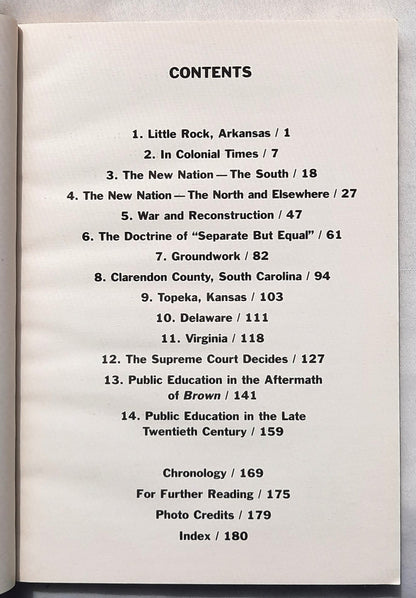 CONTENTS
1. Little Rock, Arkansas / 1
2. In Colonial Times / 7
3. The New Nation—The South / 18
4. The New Nation—The North and Elsewhere / 27
5. War and Reconstruction / 47
6. The Doctrine of “Separate But Equal” / 61
7. Groundwork / 82
8. Clarendon County, South Carolina / 94
9. Topeka, Kansas / 103
10. Delaware / 111
11. Virginia / 118
12. The Supreme Court Decides / 127
13. Public Education in the Aftermath
of Brown / 141
14. Public Education in the Late
Twentieth Century / 159
Chronology / 169
For Further Reading / 175
Photo Credits / 179
Index / 180